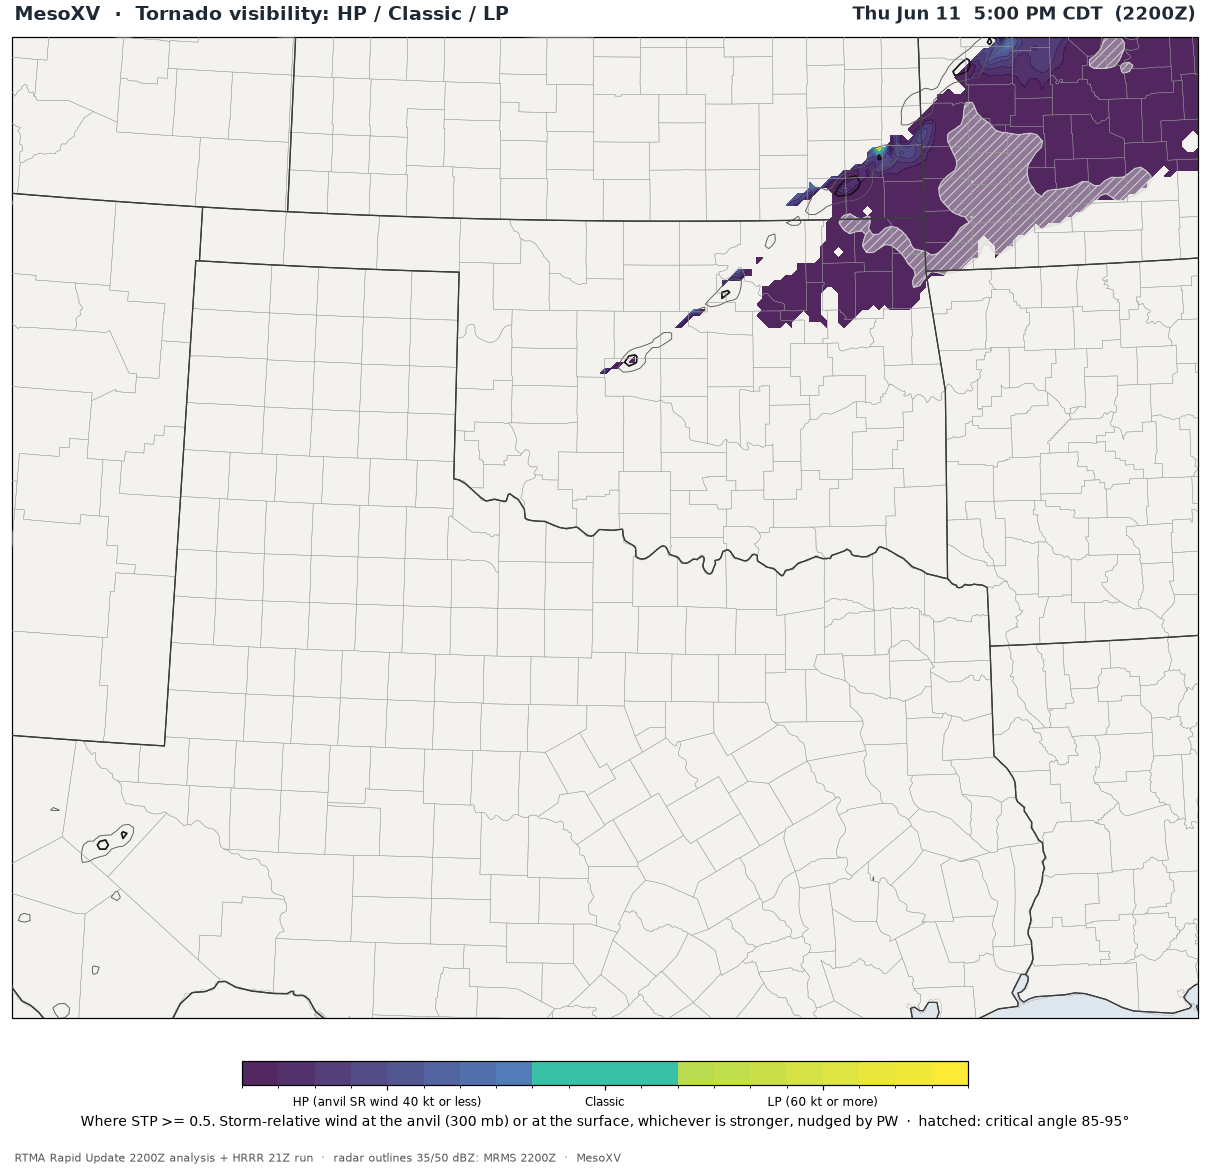 MesoXV · Tornado visibility: HP / Classic / LP
Thu Jun 11 5:00 PM CDT (2200Z)
HP (anvil SR wind 40 kt or less)
Classic
LP (60 kt or more)
Where STP >= 0.5. Storm-relative wind at the anvil (300 mb) or at the surface, whichever is stronger, nudged by PW · hatched: critical angle 85-95°
RTMA Rapid Update 2200Z analysis + HRRR 21Z run · radar outlines 35/50 dBZ: MRMS 2200Z · MesoXV